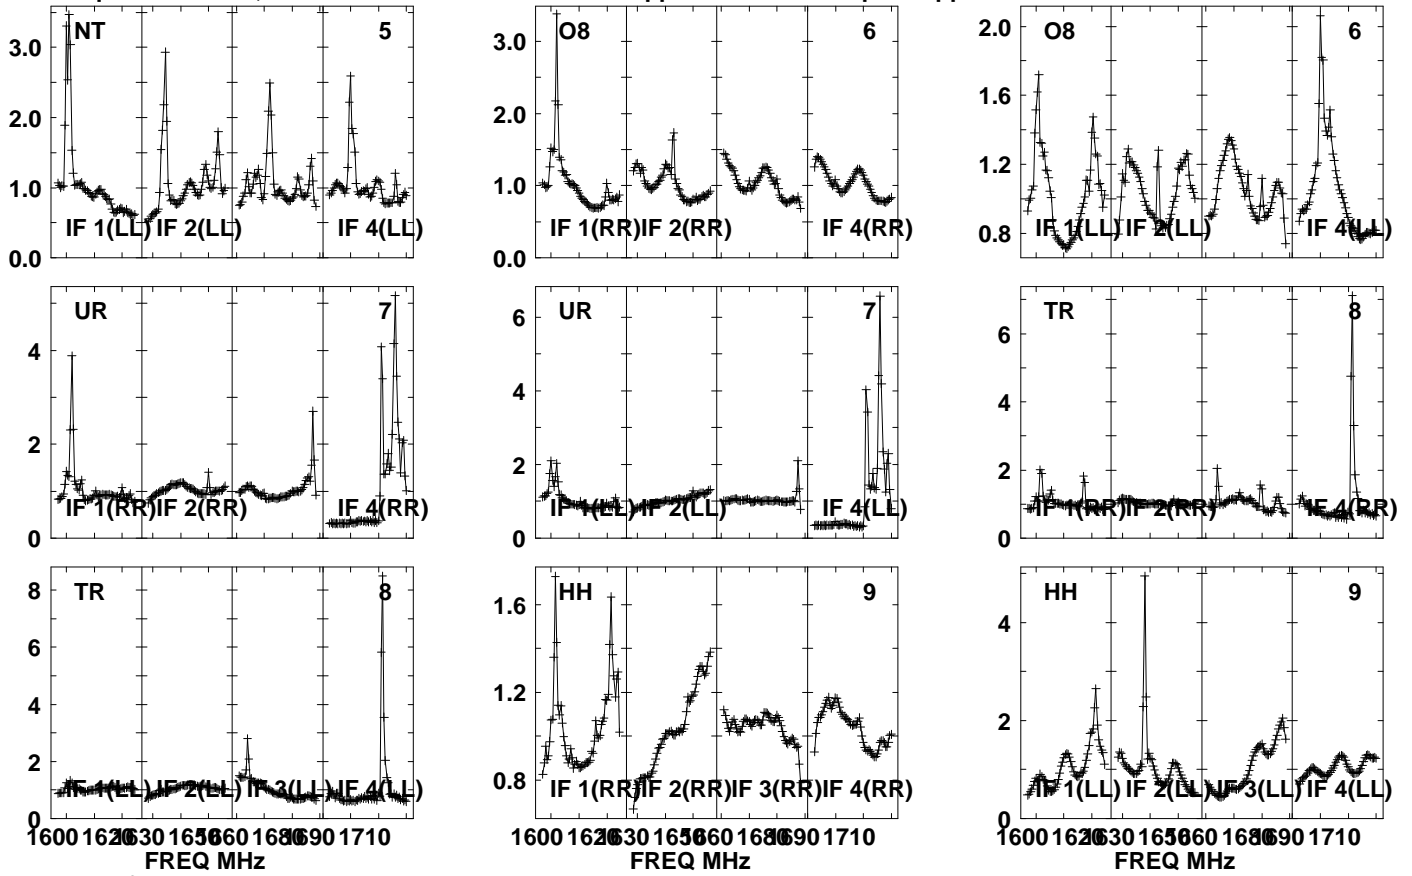 NT 5 O8 6 O8 6
3.0 3.0 2.0
2.0 2.0 1.6
1.0 1.0 1.2
0.0 0.0 0.8
IF 1(LL) IF 2(LL) IF 4(LL) IF 1(RR) IF 2(RR) IF 4(RR) IF 1(LL) IF 2(LL) IF 4(LL)
UR 7 UR 7 TR 8
4 6 6
2 4 4
0 2 2
0 0
IF 1(RR) IF 2(RR) IF 4(RR) IF 1(LL) IF 2(LL) IF 4(LL) IF 1(RR) IF 2(RR) IF 4(RR)
TR 8 HH 9 HH 9
8 1.6 4
6 1.2 2
4 0.8 0
2
0
IF 1(LL) IF 2(LL) IF 3(LL) IF 4(LL) IF 1(RR) IF 2(RR) IF 3(RR) IF 4(RR) IF 1(LL) IF 2(LL) IF 3(LL) IF 4(LL)
1600 1620 1630 1650 1660 1690 1710 1600 1620 1630 1650 1660 1680 1690 1710 1600 1620 1630 1650 1660 1680 1690 1710
FREQ MHz FREQ MHz FREQ MHz